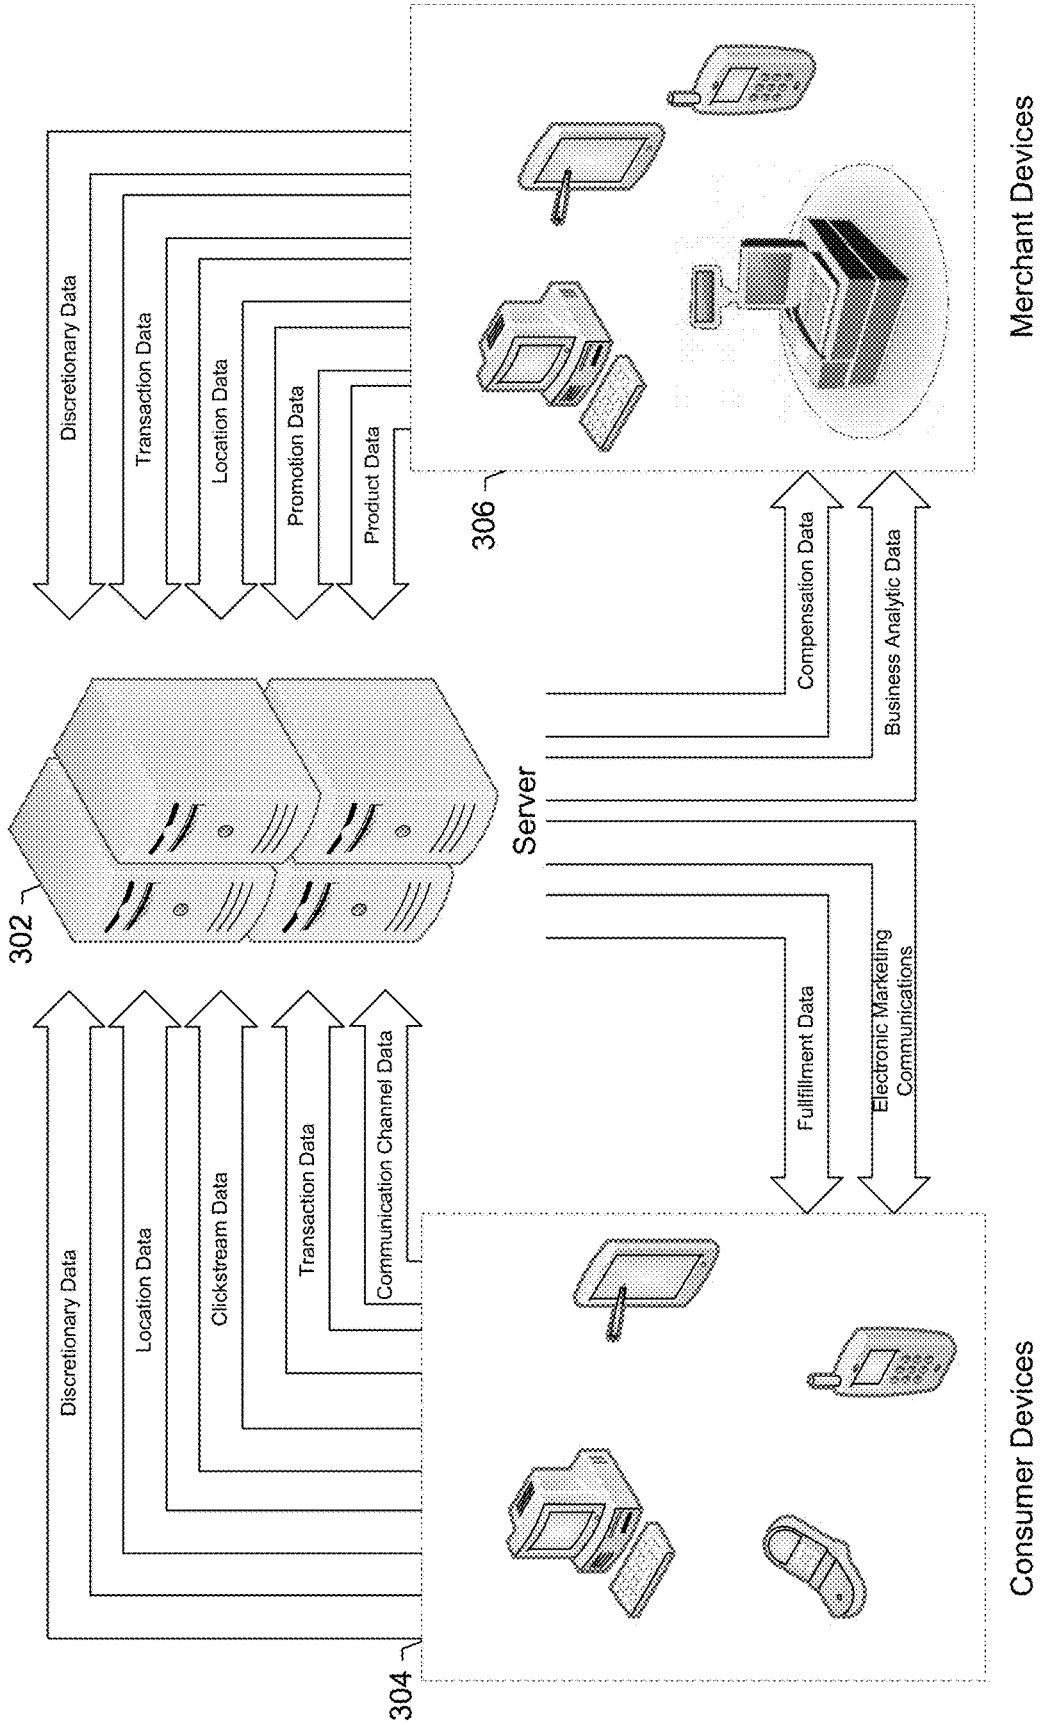 302
Discretionary Data
Location Data
Clickstream Data
Transaction Data
Communication Channel Data
Discretionary Data
Transaction Data
Location Data
Promotion Data
Product Data
Server
304
306
Fullfillment Data
Electronic Marketing
Communications
Compensation Data
Business Analytic Data
Consumer Devices
Merchant Devices